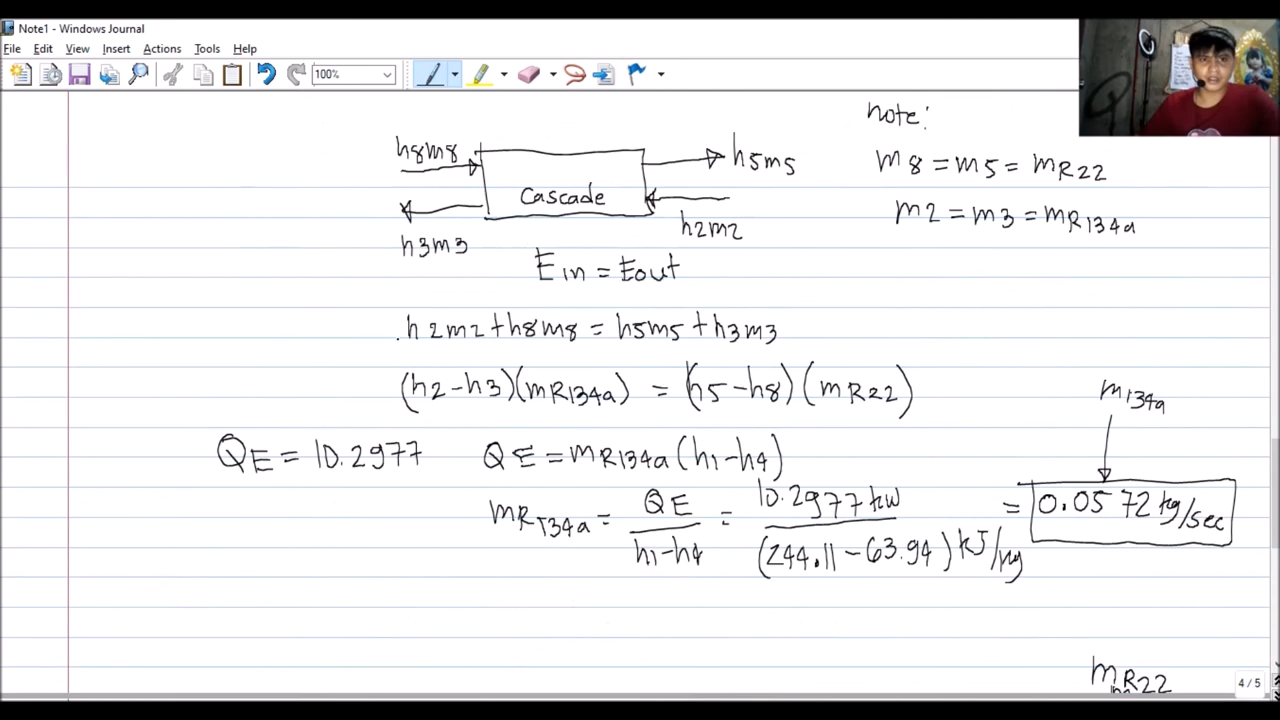 Note1 - Windows Journal
File Edit View Insert Actions Tools Help
100%
note:
h8m8
h5m5
m8 = m5 = mR22
Cascade
m2 = m3 = mR134a
h3m3
h2m2
Ein = Eout
h2m2+h8m8 = h5m5+h3m3
(h2-h3)(mR134a) = (h5-h8)(mR22)
m134a
QE = 10.2977 QE = mR134a(h1-h4)
mR134a = QE/h1-h4 = 10.2977 kW/(244.11-63.94) kJ/kg = 0.0572 kg/sec
mR22
4 / 5